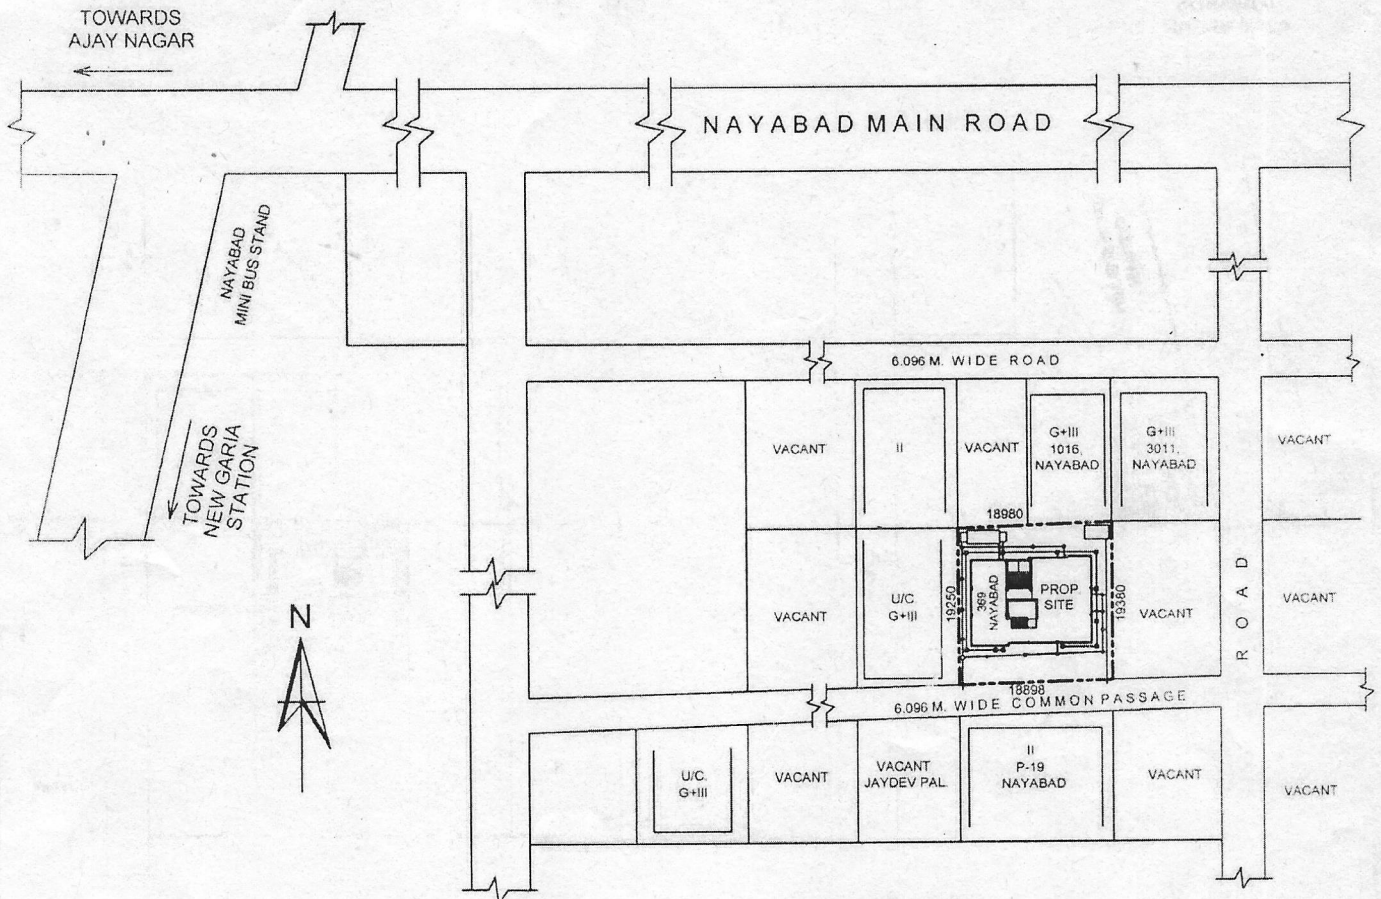 TOWARDS
AJAY NAGAR
NAYABAD MAIN ROAD
NAYABAD
MINI BUS STAND
6.096 M. WIDE ROAD
TOWARDS
NEW GARIA
STATION
VACANT
II
VACANT
G+III
1016,
NAYABAD
G+III
3011,
NAYABAD
VACANT
18980
VACANT
U/C
G+III
19250
369
NAYABAD
PROP
SITE
19380
VACANT
ROAD
VACANT
N
18898
6.096 M. WIDE COMMON PASSAGE
U/C.
G+III
VACANT
VACANT
JAYDEV PAL
II
P-19
NAYABAD
VACANT
VACANT